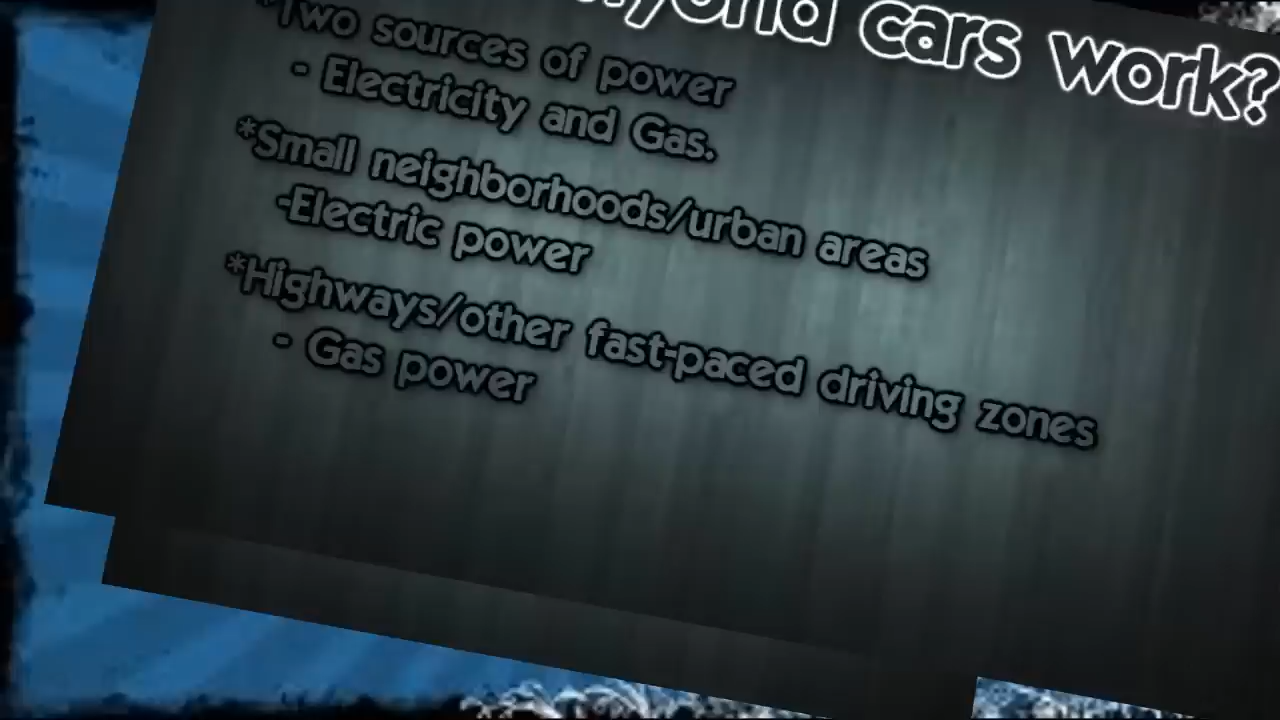 cars work?
*Two sources of power
- Electricity and Gas.
*Small neighborhoods/urban areas
-Electric power
*Highways/other fast-paced driving zones
- Gas power